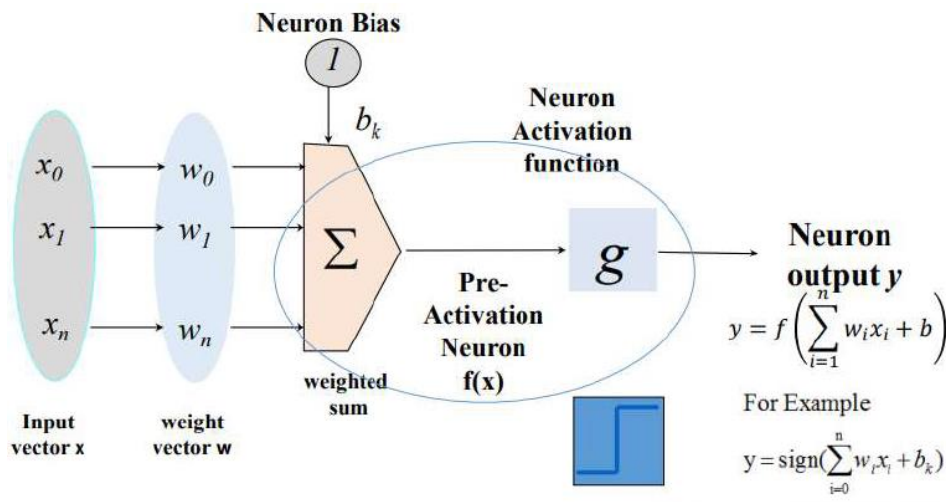 Neuron Bias
1
b_k
Neuron
Activation
function
x_0
w_0
x_1
w_1
Σ
g
x_n
w_n
Pre-
Activation
Neuron
f(x)
Neuron
output y
y = f(∑_{i=1}^{n} w_i x_i + b)
weighted
sum
Input
vector x
weight
vector w
For Example
y = sign(∑_{i=0}^{n} w_i x_i + b_k)